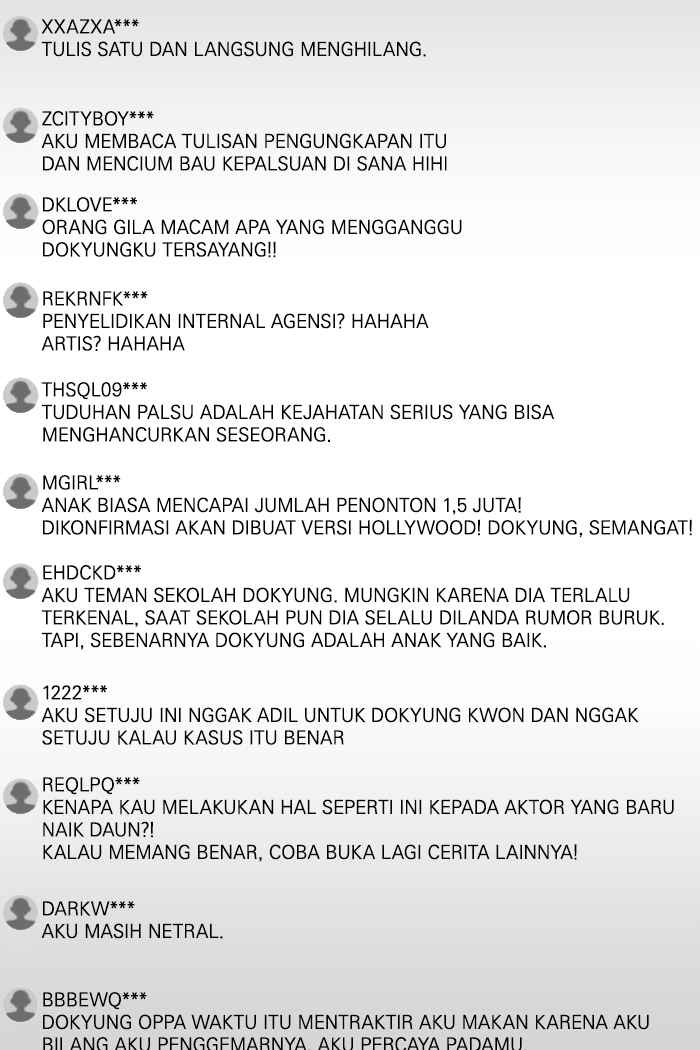 XXAZXA***
TULIS SATU DAN LANGSUNG MENGHILANG.
ZCITYBOY***
AKU MEMBACA TULISAN PENGUNGKAPAN ITU
DAN MENCIUM BAU KEPALSUAN DI SANA HIHI
DKLOVE***
ORANG GILA MACAM APA YANG MENGGANGGU
DOKYUNGKU TERSAYANG!!
REKRNFK***
PENYELIDIKAN INTERNAL AGENSI? HAHAHA
ARTIS? HAHAHA
THSQL09***
TUDUHAN PALSU ADALAH KEJAHATAN SERIUS YANG BISA
MENGHANCURKAN SESEORANG.
MGIRL***
ANAK BIASA MENCAPAI JUMLAH PENONTON 1,5 JUTA!
DIKONFIRMASI AKAN DIBUAT VERSI HOLLYWOOD! DOKYUNG, SEMANGAT!
EHDCKD***
AKU TEMAN SEKOLAH DOKYUNG. MUNGKIN KARENA DIA TERLALU
TERKENAL, SAAT SEKOLAH PUN DIA SELALU DILANDA RUMOR BURUK.
TAPI, SEBENARNYA DOKYUNG ADALAH ANAK YANG BAIK.
1222***
AKU SETUJU INI NGGAK ADIL UNTUK DOKYUNG KWON DAN NGGAK
SETUJU KALAU KASUS ITU BENAR
REQLPQ***
KENAPA KAU MELAKUKAN HAL SEPERTI INI KEPADA AKTOR YANG BARU
NAIK DAUN?!
KALAU MEMANG BENAR, COBA BUKA LAGI CERITA LAINNYA!
DARKW***
AKU MASIH NETRAL.
BBBEWQ***
DOKYUNG OPPA WAKTU ITU MENTRAKTIR AKU MAKAN KARENA AKU
BILANG AKU PENGGEMARNYA. AKU PERCAYA PADAMU.